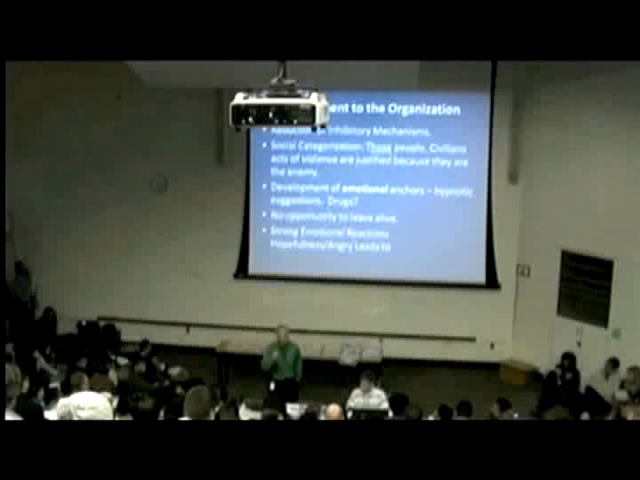 ent to the Organization
Inhibitory Mechanisms.
Social Categorization: Those people, Civilians
acts of violence are justified because they are
the enemy.
Development of emotional anchors – hypnotic
suggestions. Drugs?
No opportunity to leave alive.
Strong Emotional Reactions
Hopefulness/Angry Leads to